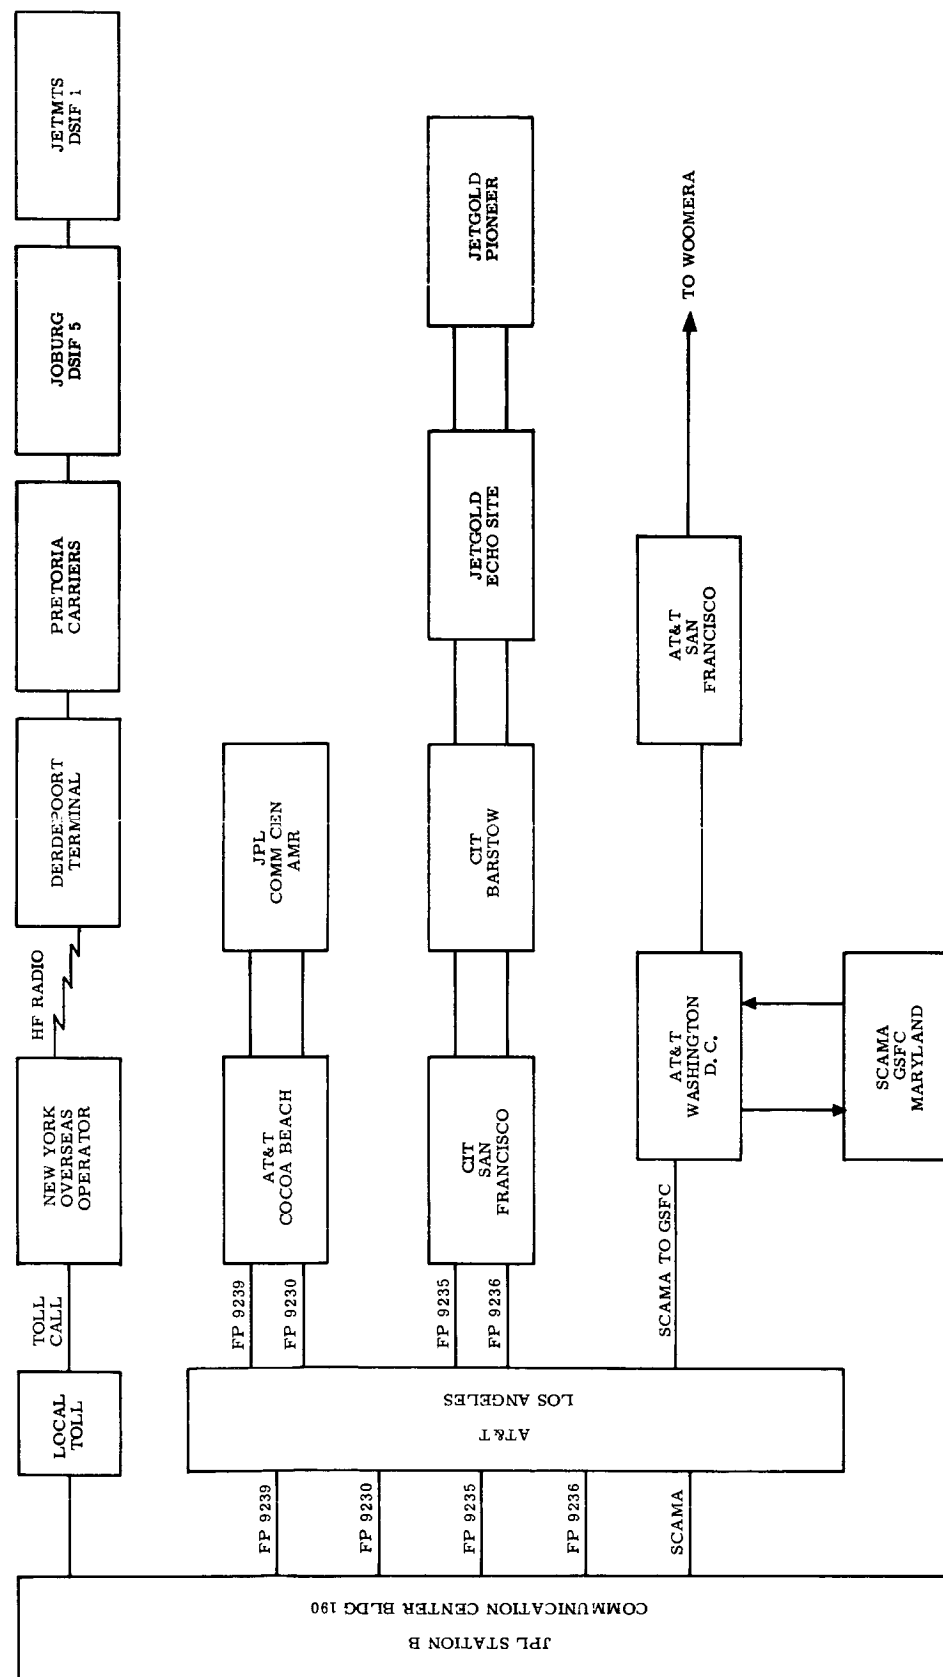 JPL STATION B
COMMUNICATION CENTER BLDG 190
LOCAL
TOLL
TOLL
CALL
NEW YORK
OVERSEAS
OPERATOR
HF RADIO
DERDEPOORT
TERMINAL
PRETORIA
CARRIERS
JOBURG
DSIF 5
JETMTS
DSIF 1
FP 9239
FP 9230
FP 9235
FP 9236
SCAMA
AT&T
LOS ANGELES
FP 9239
FP 9230
AT&T
COCOA BEACH
JPL
COMM CEN
AMR
FP 9235
FP 9236
CIT
SAN
FRANCISCO
CIT
BARSTOW
JETGOLD
ECHO SITE
JETGOLD
PIONEER
SCAMA TO GSFC
AT&T
WASHINGTON
D. C.
AT&T
SAN
FRANCISCO
TO WOOMERA
SCAMA
GSFC
MARYLAND